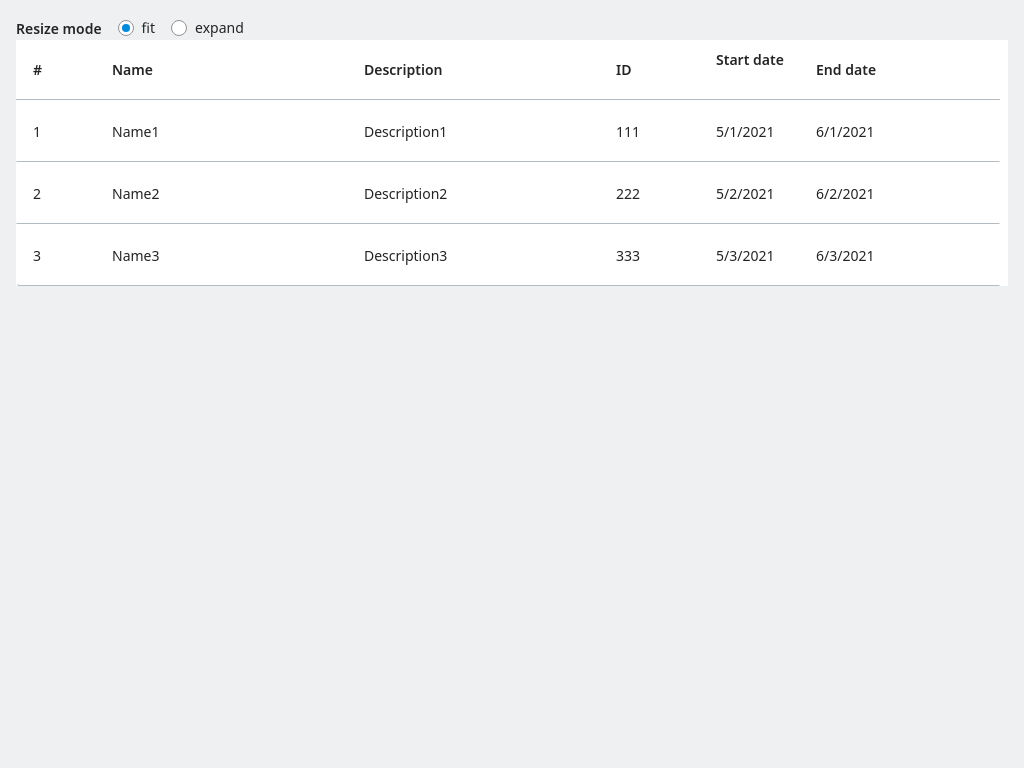 Resize mode fit expand
# Name Description ID Start date End date
1 Name1 Description1 111 5/1/2021 6/1/2021
2 Name2 Description2 222 5/2/2021 6/2/2021
3 Name3 Description3 333 5/3/2021 6/3/2021